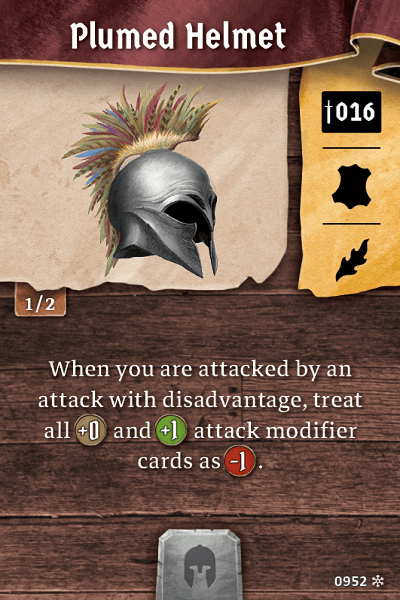 Plumed Helmet
†016
1/2
When you are attacked by an
attack with disadvantage, treat
all +0 and +1 attack modifier
cards as -1.
0952